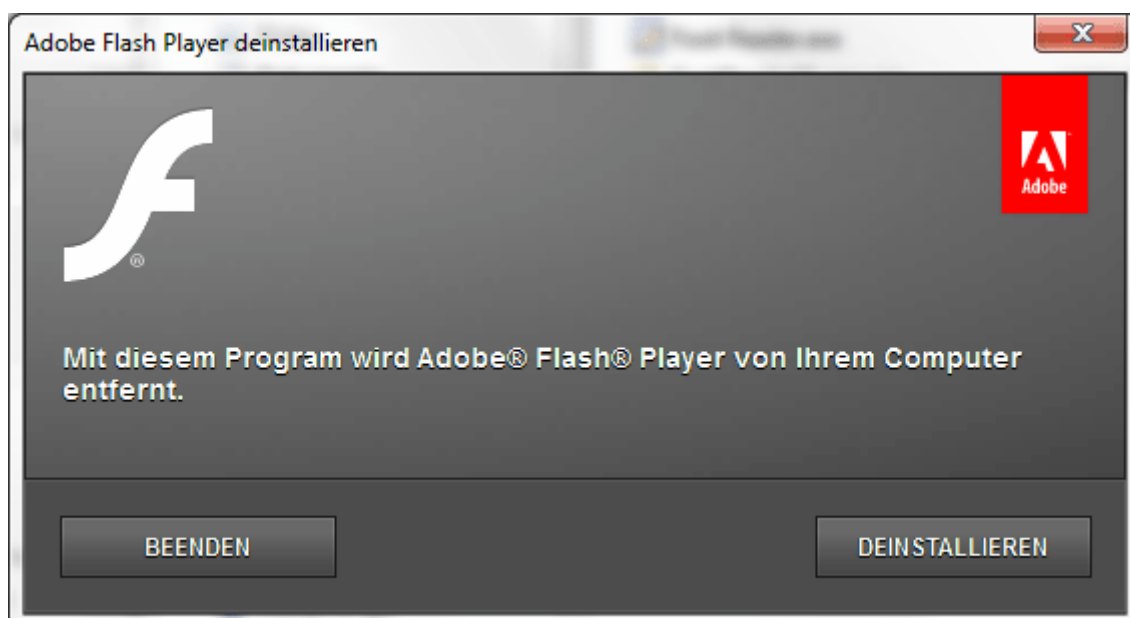 Adobe Flash Player deinstallieren
Adobe
®
Mit diesem Program wird Adobe® Flash® Player von Ihrem Computer
entfernt.
BEENDEN
DEINSTALLIEREN